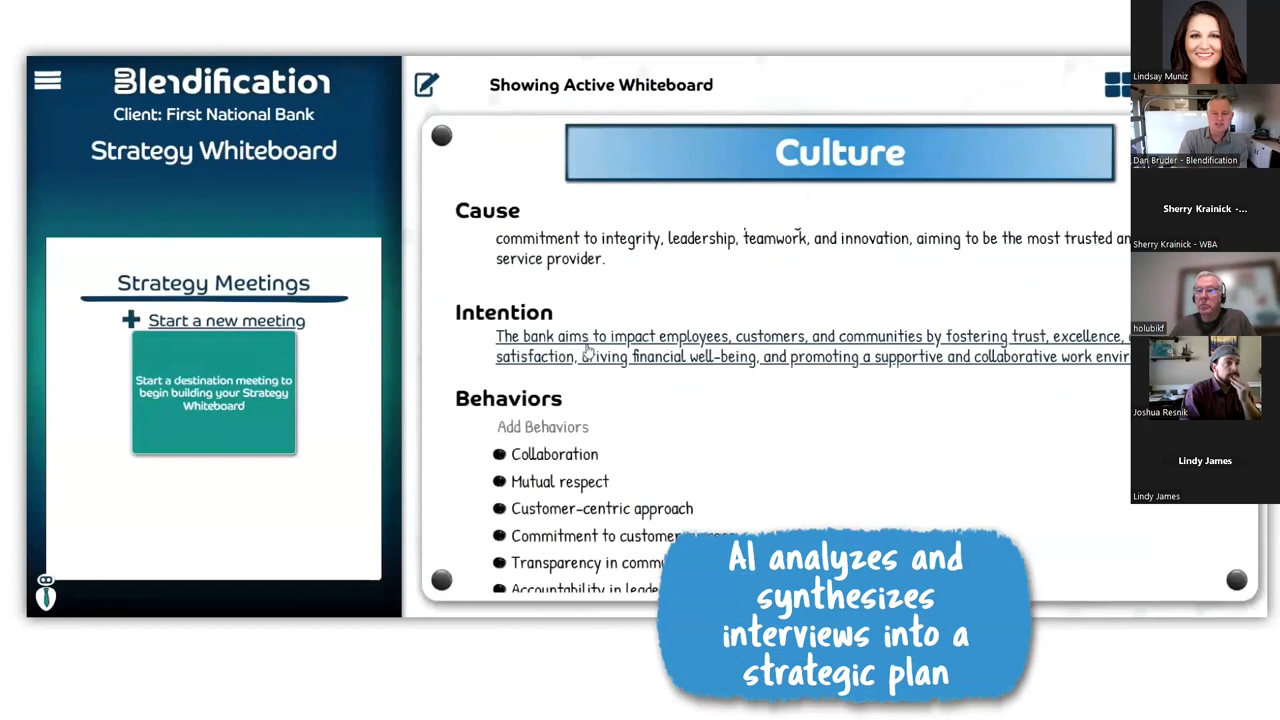 Blendification
Client: First National Bank
Strategy Whiteboard
Strategy Meetings
Start a new meeting
Start a destination meeting to
begin building your Strategy
Whiteboard
Showing Active Whiteboard
Culture
Cause
commitment to integrity, leadership, teamwork, and innovation, aiming to be the most trusted
service provider.
Intention
The bank aims to impact employees, customers, and communities by fostering trust, excellence,
satisfaction, driving financial well-being, and promoting a supportive and collaborative work
Behaviors
Add Behaviors
Collaboration
Mutual respect
Customer-centric approach
Commitment to customer
Transparency in
Accountability in
AI analyzes and
synthesizes
interviews into a
strategic plan
Lindsay Muniz
Dan Bruder - Blendification
Sherry Krainick -...
Sherry Krainick - WBA
holubikf
Joshua Resnik
Lindy James
Lindy James